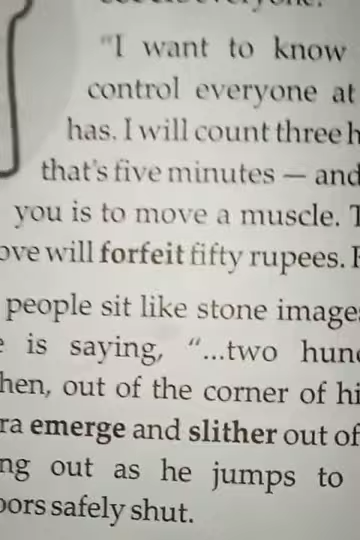 "I want to know
control everyone at
has. I will count three h
that's five minutes — and
you is to move a muscle. T
ove will forfeit fifty rupees. F
people sit like stone images
e is saying, "...two hund
hen, out of the corner of hi
ra emerge and slither out of
ng out as he jumps to
oors safely shut.